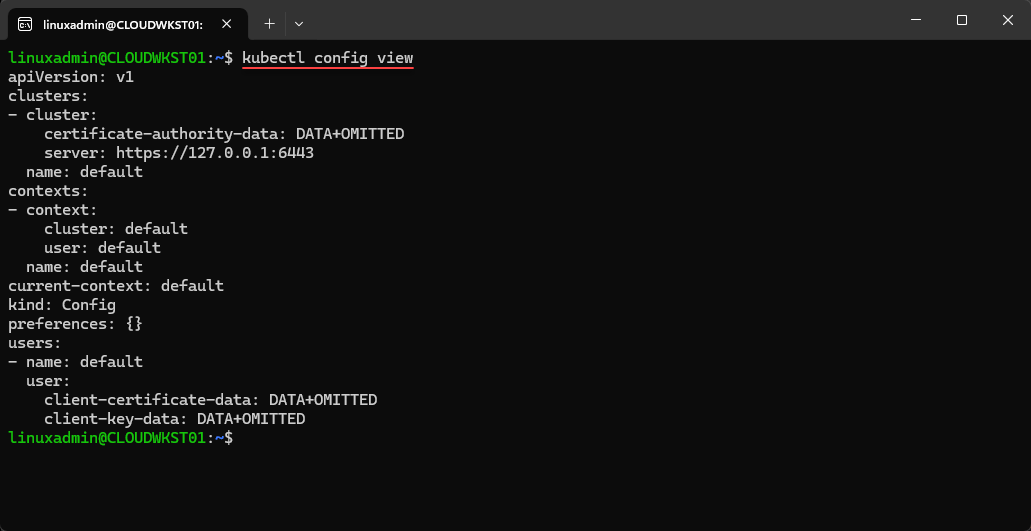 linuxadmin@CLOUDWKST01:
linuxadmin@CLOUDWKST01:~$ kubectl config view
apiVersion: v1
clusters:
- cluster:
    certificate-authority-data: DATA+OMITTED
    server: https://127.0.0.1:6443
  name: default
contexts:
- context:
    cluster: default
    user: default
  name: default
current-context: default
kind: Config
preferences: {}
users:
- name: default
  user:
    client-certificate-data: DATA+OMITTED
    client-key-data: DATA+OMITTED
linuxadmin@CLOUDWKST01:~$